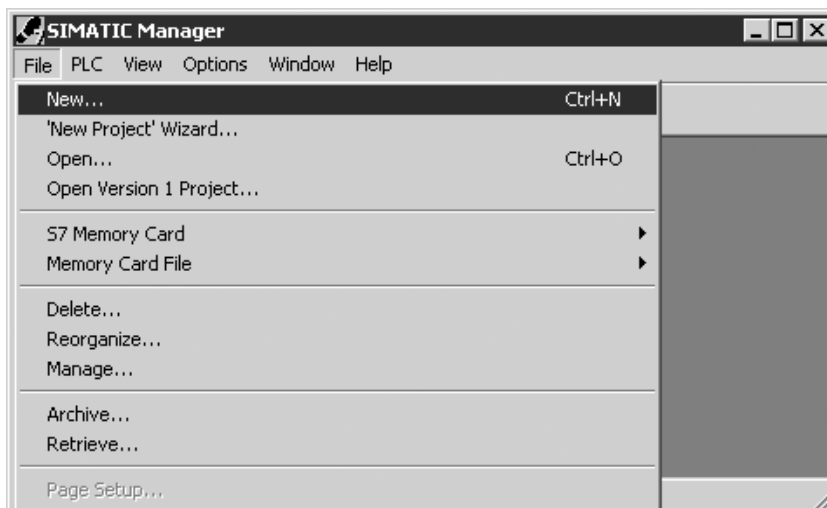 SIMATIC Manager
File PLC View Options Window Help
New... Ctrl+N
'New Project' Wizard...
Open... Ctrl+O
Open Version 1 Project...
S7 Memory Card
Memory Card File
Delete...
Reorganize...
Manage...
Archive...
Retrieve...
Page Setup...